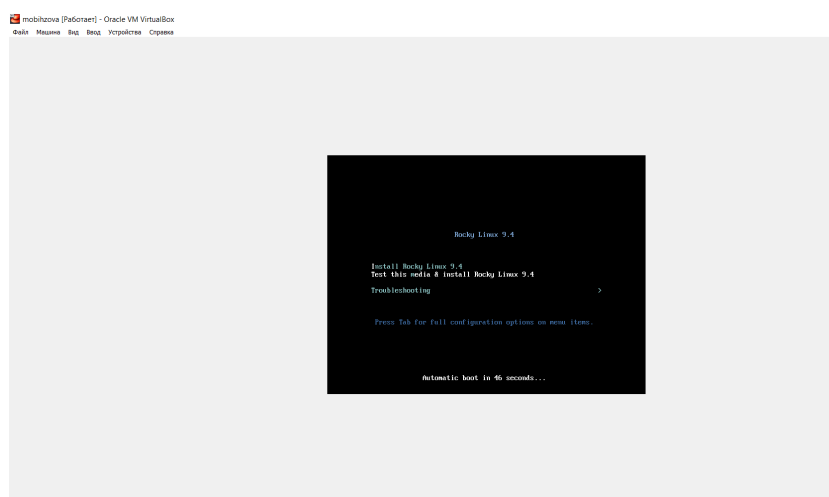 mobihzova [Работает] - Oracle VM VirtualBox
Файл Машина Вид Ввод Устройства Справка
Rocky Linux 9.4
Install Rocky Linux 9.4
Test this media & install Rocky Linux 9.4
Troubleshooting >
Press Tab for full configuration options on menu items.
Automatic boot in 46 seconds...